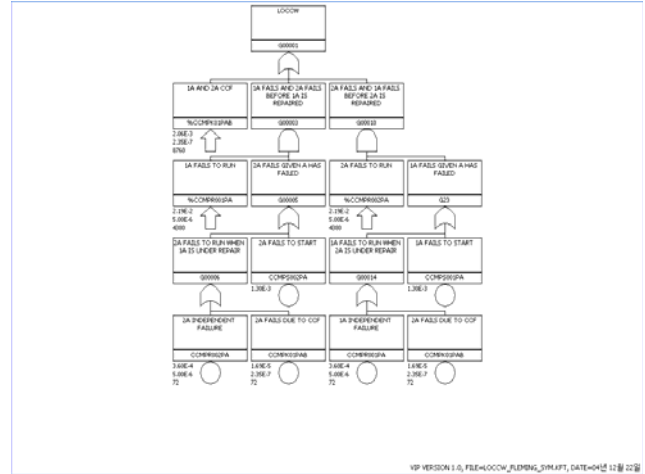 LOCCW
G00001
1A AND 2A CCF
%CCMPK01PAB
2.06E-3
2.35E-7
8760
1A FAILS AND 2A FAILS
BEFORE 1A IS
REPAIRED
G00003
2A FAILS AND 1A FAILS
BEFORE 2A IS
REPAIRED
G00010
1A FAILS TO RUN
%CCMPR001PA
2.19E-2
5.00E-6
4380
2A FAILS GIVEN A HAS
FAILED
G00005
2A FAILS TO RUN
%CCMPR002PA
2.19E-2
5.00E-6
4380
1A FAILS GIVEN A HAS
FAILED
G23
2A FAILS TO RUN WHEN
1A IS UNDER REPAIR
G00006
2A FAILS TO START
CCMPS002PA
1.30E-3
1A FAILS TO RUN WHEN
2A IS UNDER REPAIR
G00014
1A FAILS TO START
CCMPS001PA
1.30E-3
2A INDEPENDENT
FAILURE
CCMPR002PA
3.60E-4
5.00E-6
72
2A FAILS DUE TO CCF
CCMPK01PAB
1.69E-5
2.35E-7
72
1A INDEPENDENT
FAILURE
CCMPR001PA
3.60E-4
5.00E-6
72
2A FAILS DUE TO CCF
CCMPK01PAB
1.69E-5
2.35E-7
72
VIP VERSION 1.0, FILE=LOCCW_FLEMING_SYM.KFT, DATE=04년 12월 22일